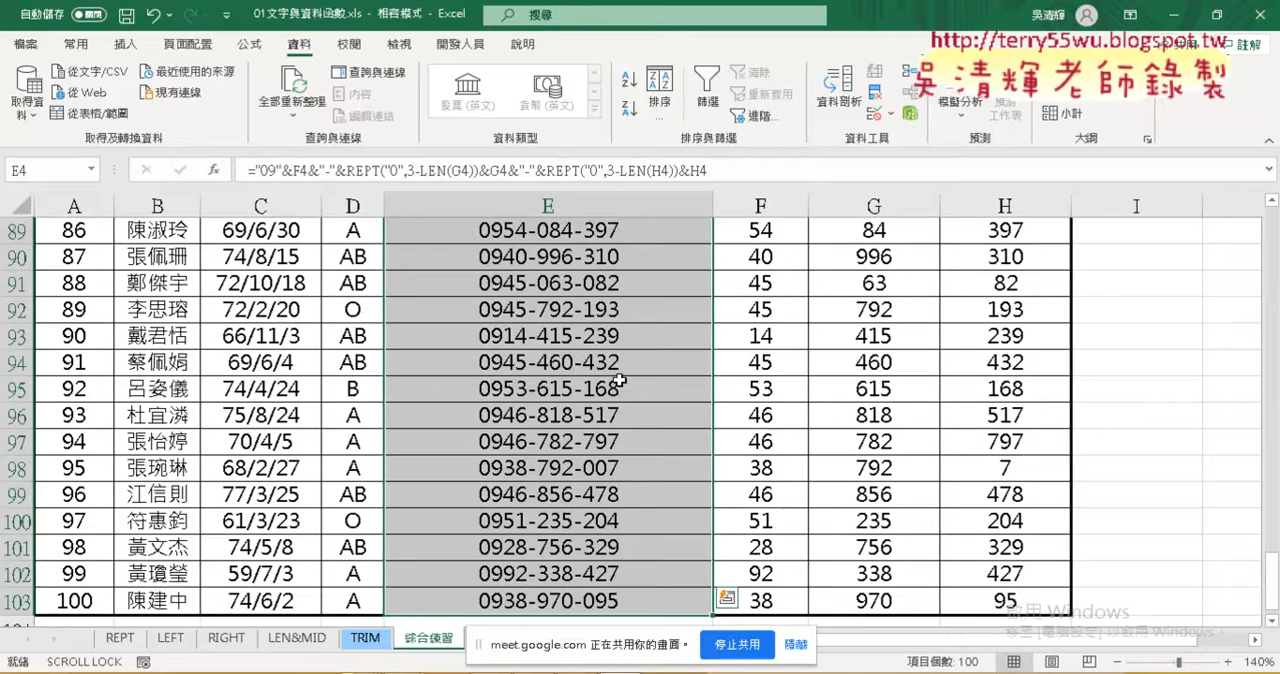 自動儲存
01文字與資料函數.xls - 相容模式 - Excel
搜尋
吳清輝
檔案 常用 插入 頁面配置 公式 資料 校閱 檢視 開發人員 說明
http://terry55wu.blogspot.tw
註解
吳清輝老師錄製
取得資料
從文字/CSV
從 Web
從表格/範圍
最近使用的來源
現有連線
全部重新整理
查詢與連線
內容
編輯連結
股票 (英文)
貨幣 (英文)
排序
篩選
清除
重新套用
進階...
資料剖析
模擬分析
預測工作表
小計
取得及轉換資料 查詢與連線 資料類型 排序與篩選 資料工具 預測 大綱
E4 ="09"&F4&"-"&REPT("0",3-LEN(G4))&G4&"-"&REPT("0",3-LEN(H4))&H4
A B C D E F G H I
89 86 陳淑玲 69/6/30 A 0954-084-397 54 84 397
90 87 張佩珊 74/8/15 AB 0940-996-310 40 996 310
91 88 鄭傑宇 72/10/18 AB 0945-063-082 45 63 82
92 89 李思瑢 72/2/20 O 0945-792-193 45 792 193
93 90 戴君恬 66/11/3 AB 0914-415-239 14 415 239
94 91 蔡佩娟 69/6/4 AB 0945-460-432 45 460 432
95 92 呂姿儀 74/4/24 B 0953-615-168 53 615 168
96 93 杜宜潾 75/8/24 A 0946-818-517 46 818 517
97 94 張怡婷 70/4/5 A 0946-782-797 46 782 797
98 95 張琬琳 68/2/27 A 0938-792-007 38 792 7
99 96 江信則 77/3/25 AB 0946-856-478 46 856 478
100 97 符惠鈞 61/3/23 O 0951-235-204 51 235 204
101 98 黃文杰 74/5/8 AB 0928-756-329 28 756 329
102 99 黃瓊瑩 59/7/3 A 0992-338-427 92 338 427
103 100 陳建中 74/6/2 A 0938-970-095 38 970 95
啟用 Windows
移至 [電腦設定] 以啟用 Windows。
REPT LEFT RIGHT LEN&MID TRIM 綜合練習
meet.google.com 正在共用你的畫面。 停止共用 隱藏
就緒 SCROLL LOCK 項目個數: 100 140%